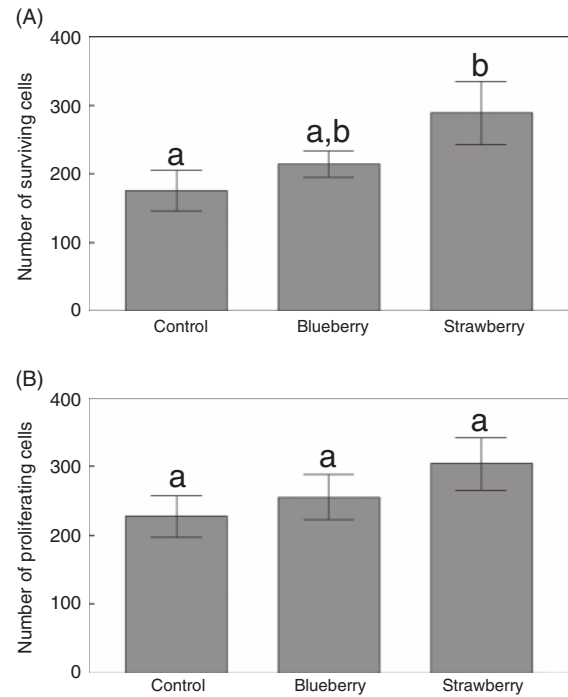 (A)
Number of surviving cells
400
300
200
100
0
a
a,b
b
Control Blueberry Strawberry
(B)
Number of proliferating cells
400
300
200
100
0
a
a
a
Control Blueberry Strawberry